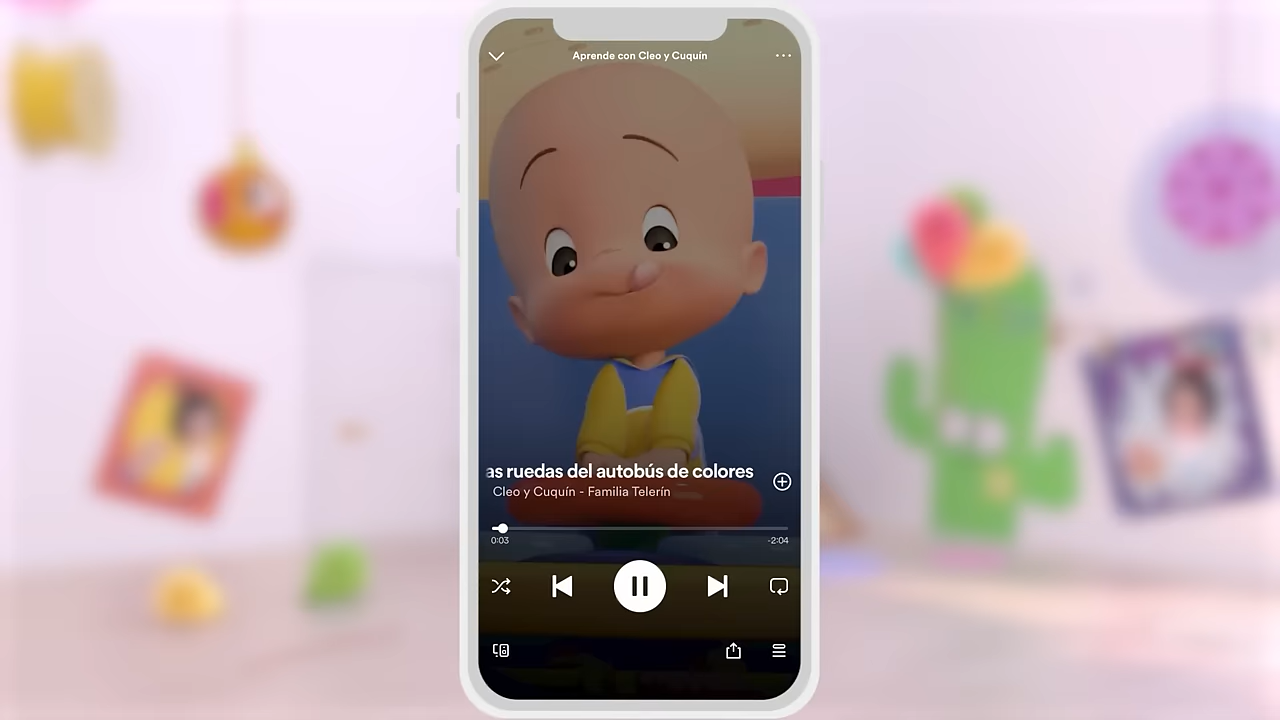 Aprende con Cleo y Cuquín
as ruedas del autobús de colores
Cleo y Cuquín - Familia Telerín
0:03
-2:04